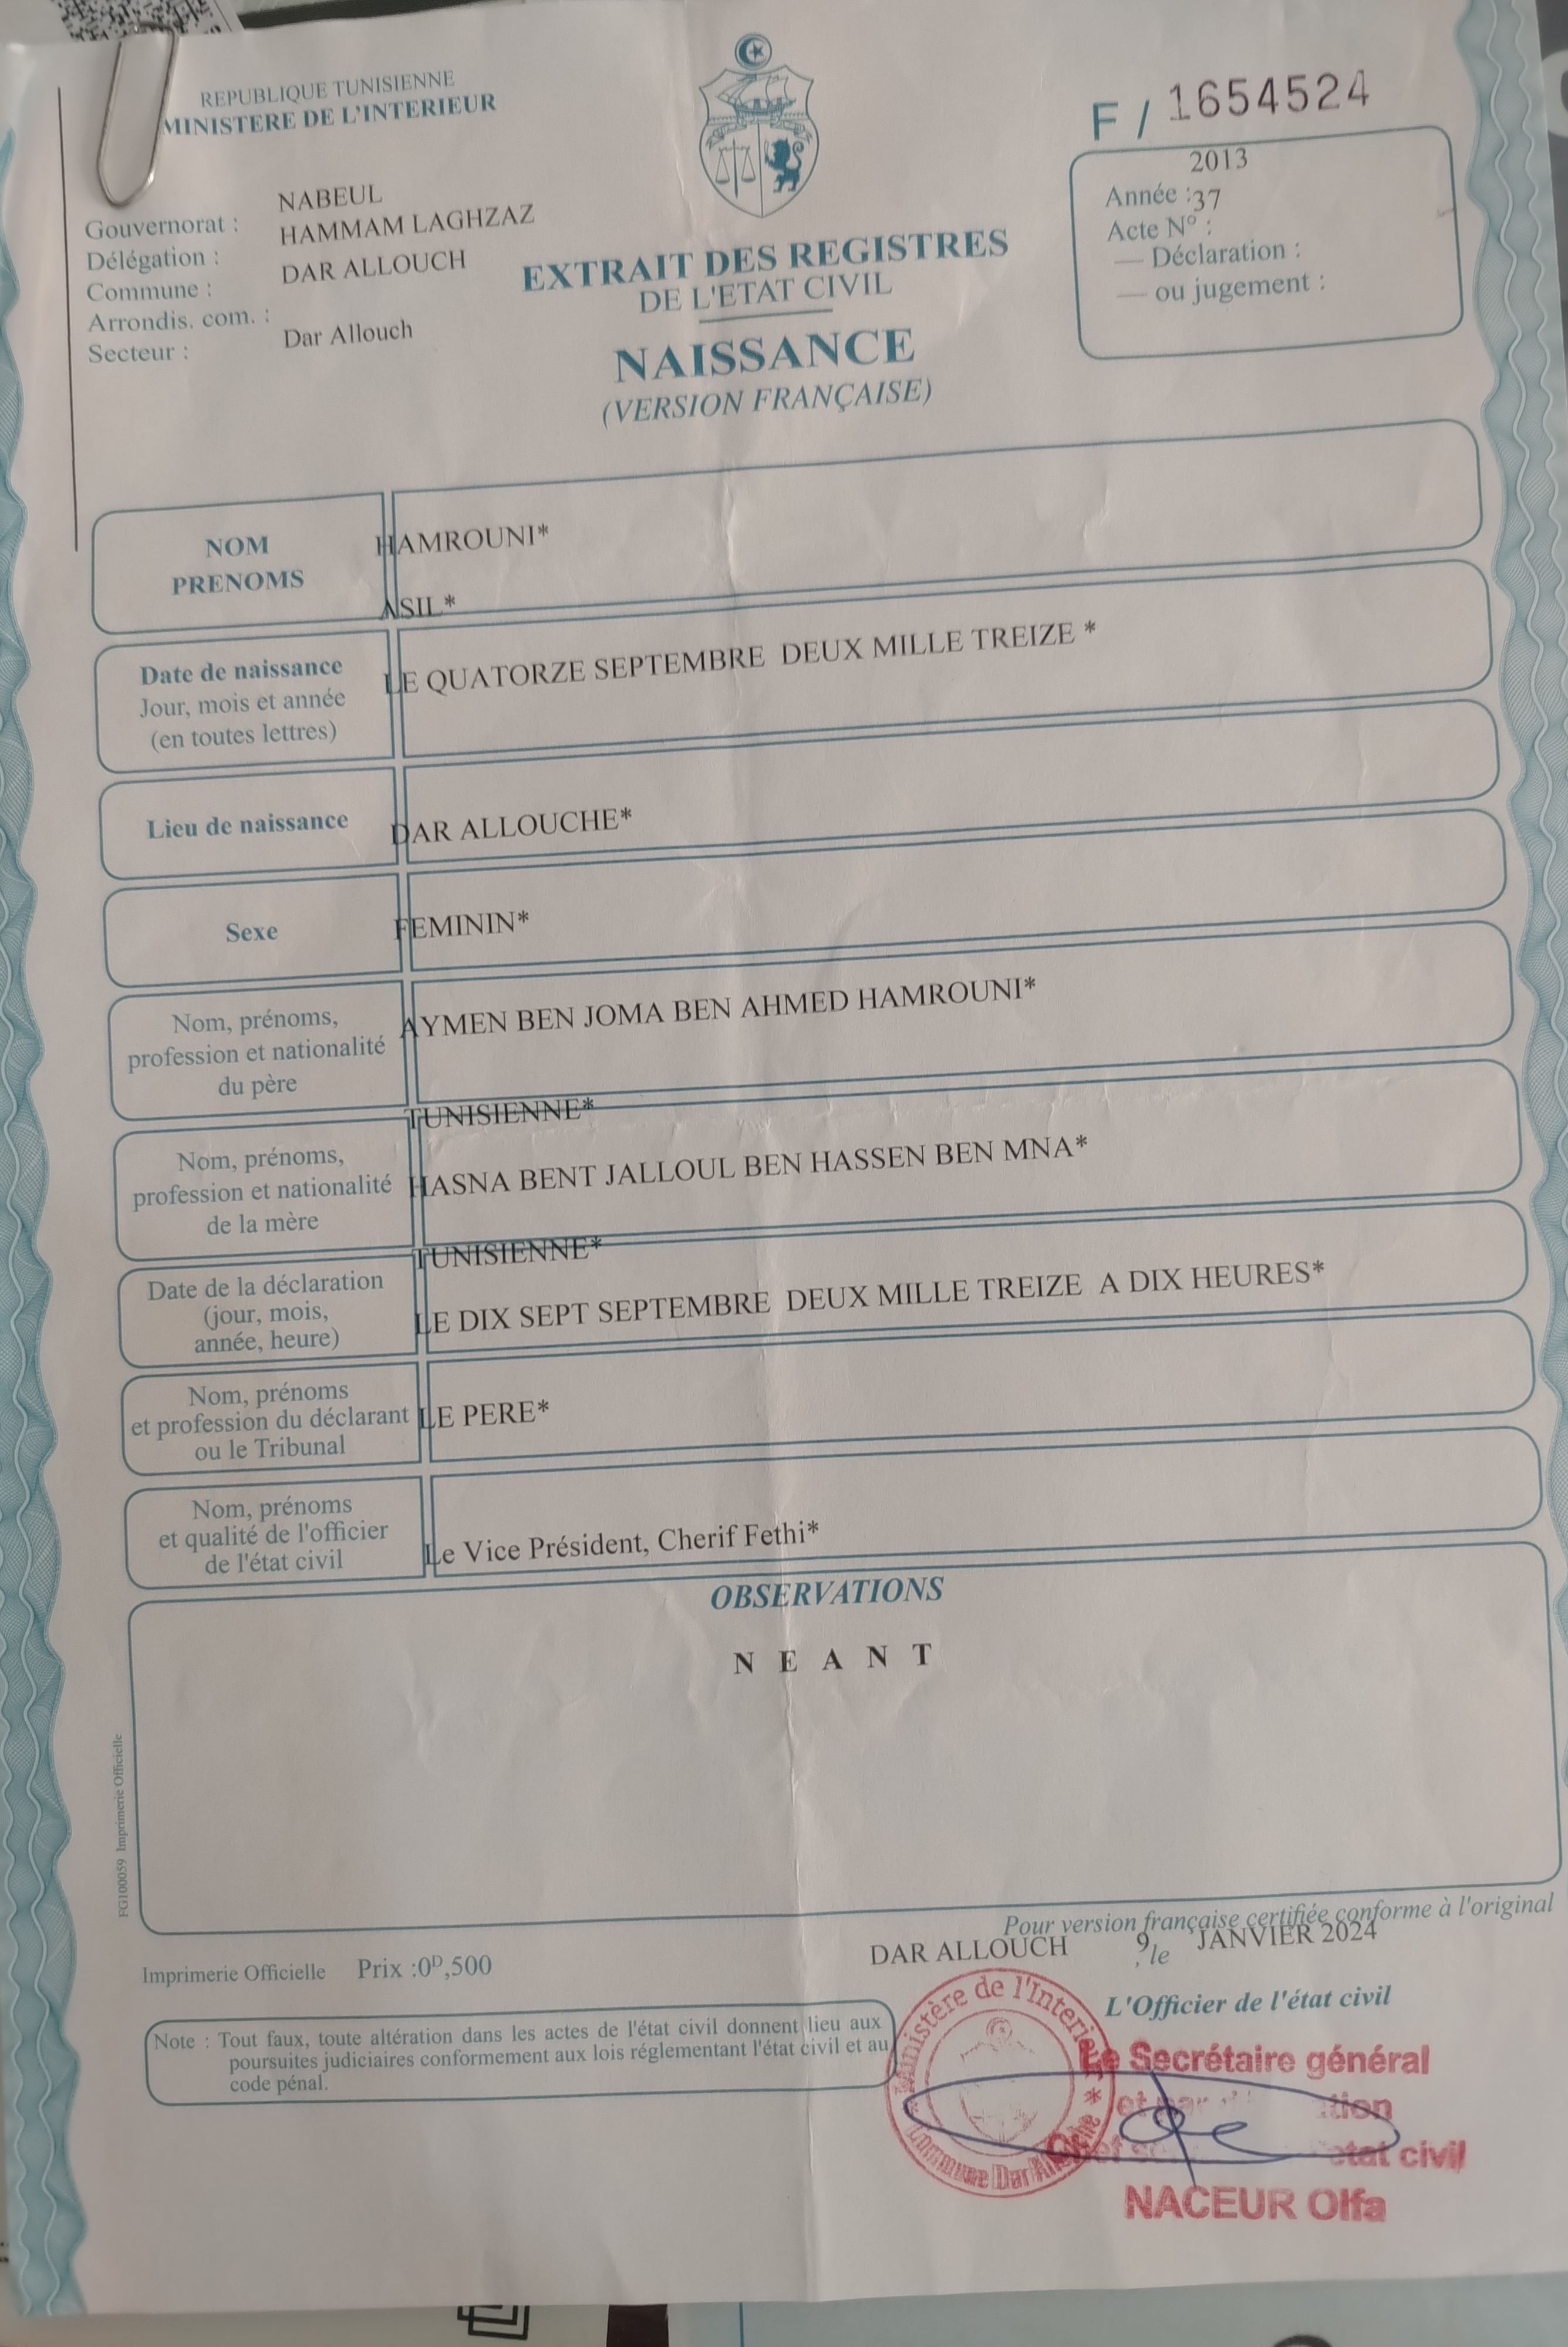 REPUBLIQUE TUNISIENNE
MINISTERE DE L'INTERIEUR
F / 1654524
Gouvernorat : NABEUL
Délégation : HAMMAM LAGHZAZ
Commune : DAR ALLOUCH
Arrondis. com. :
Secteur : Dar Allouch
2013
Année :37
Acte N° :
— Déclaration :
— ou jugement :
EXTRAIT DES REGISTRES
DE L'ETAT CIVIL
NAISSANCE
(VERSION FRANÇAISE)
NOM
PRENOMS
HAMROUNI*
ASIL*
Date de naissance
Jour, mois et année
(en toutes lettres)
LE QUATORZE SEPTEMBRE DEUX MILLE TREIZE *
Lieu de naissance
DAR ALLOUCHE*
Sexe
FEMININ*
Nom, prénoms,
profession et nationalité
du père
AYMEN BEN JOMA BEN AHMED HAMROUNI*
TUNISIENNE*
Nom, prénoms,
profession et nationalité
de la mère
HASNA BENT JALLOUL BEN HASSEN BEN MNA*
TUNISIENNE*
Date de la déclaration
(jour, mois,
année, heure)
LE DIX SEPT SEPTEMBRE DEUX MILLE TREIZE A DIX HEURES*
Nom, prénoms
et profession du déclarant
ou le Tribunal
LE PERE*
Nom, prénoms
et qualité de l'officier
de l'état civil
Le Vice Président, Cherif Fethi*
OBSERVATIONS
N E A N T
FG100059 Imprimerie Officielle
Pour version française certifiée conforme à l'original
DAR ALLOUCH 9, le JANVIER 2024
Imprimerie Officielle Prix :0D,500
L'Officier de l'état civil
Note : Tout faux, toute altération dans les actes de l'état civil donnent lieu aux
poursuites judiciaires conformement aux lois réglementant l'état civil et au
code pénal.
Ministère de l'Interieur
* Commune Dar Allouche *
Le Secrétaire général
et
etat civil
NACEUR Olfa